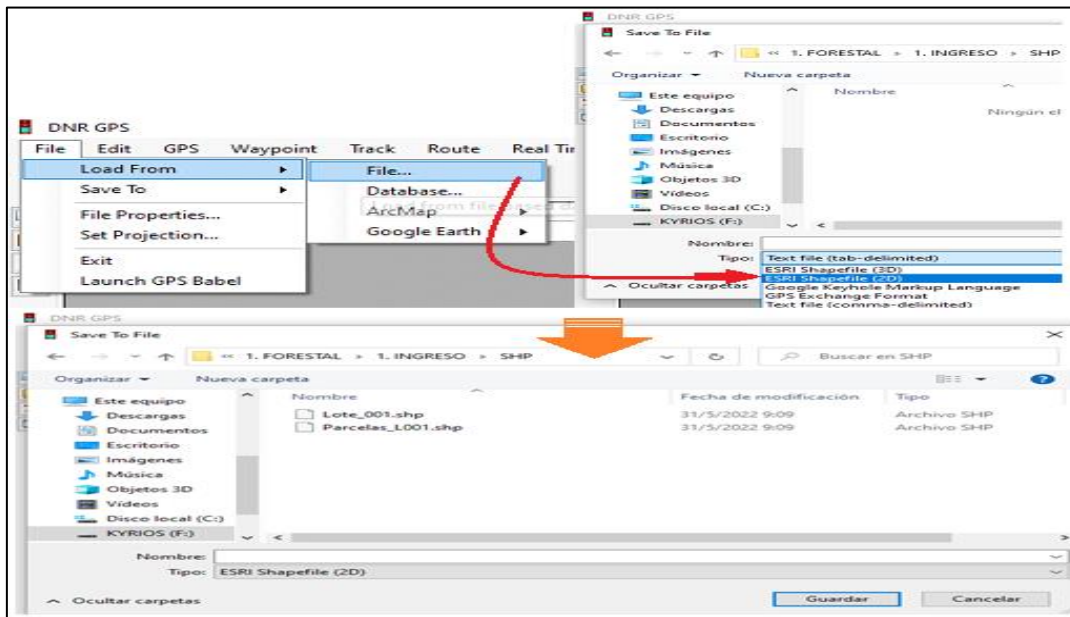 DNR GPS
Save To File
« 1. FORESTAL > 1. INGRESO > SHP
Organizar Nueva carpeta
Este equipo
Descargas
Documentos
Escritorio
Imágenes
Música
Objetos 3D
Vídeos
Disco local (C:)
KYRIOS (F:)
Nombre
Ningún el
Nombre:
Tipo: Text file (tab-delimited)
ESRI Shapefile (3D)
ESRI Shapefile (2D)
Google Keyhole Markup Language
GPS Exchange Format
Text file (comma-delimited)
Ocultar carpetas
DNR GPS
File Edit GPS Waypoint Track Route Real Tir
Load From
Save To
File Properties...
Set Projection...
Exit
Launch GPS Babel
File...
Database...
ArcMap
Google Earth
DNR GPS
Save To File
« 1. FORESTAL > 1. INGRESO > SHP
Buscar en SHP
Organizar Nueva carpeta
Este equipo
Descargas
Documentos
Escritorio
Imágenes
Música
Objetos 3D
Vídeos
Disco local (C:)
KYRIOS (F:)
Nombre Fecha de modificación Tipo
Lote_001.shp 31/5/2022 9:09 Archivo SHP
Parcelas_L001.shp 31/5/2022 9:09 Archivo SHP
Nombre:
Tipo: ESRI Shapefile (2D)
Ocultar carpetas Guardar Cancelar